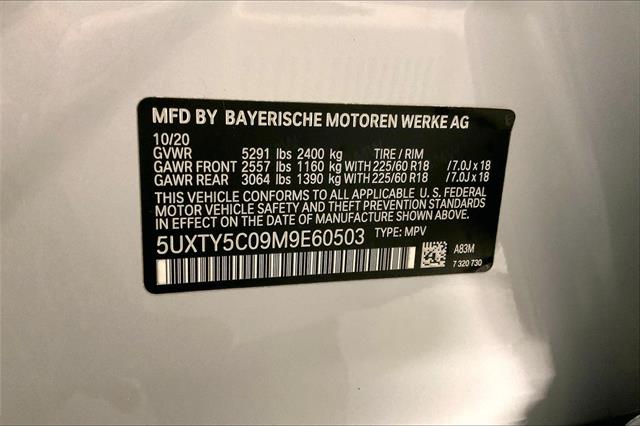 MFD BY BAYERISCHE MOTOREN WERKE AG
10/20
GVWR 5291 lbs 2400 kg TIRE / RIM
GAWR FRONT 2557 lbs 1160 kg WITH 225/60 R18 / 7.0J x 18
GAWR REAR 3064 lbs 1390 kg WITH 225/60 R18 / 7.0J x 18
THIS VEHICLE CONFORMS TO ALL APPLICABLE U. S. FEDERAL
MOTOR VEHICLE SAFETY AND THEFT PREVENTION STANDARDS
IN EFFECT ON THE DATE OF MANUFACTURE SHOWN ABOVE.
5UXTY5C09M9E60503 TYPE: MPV
A83M
7 320 730